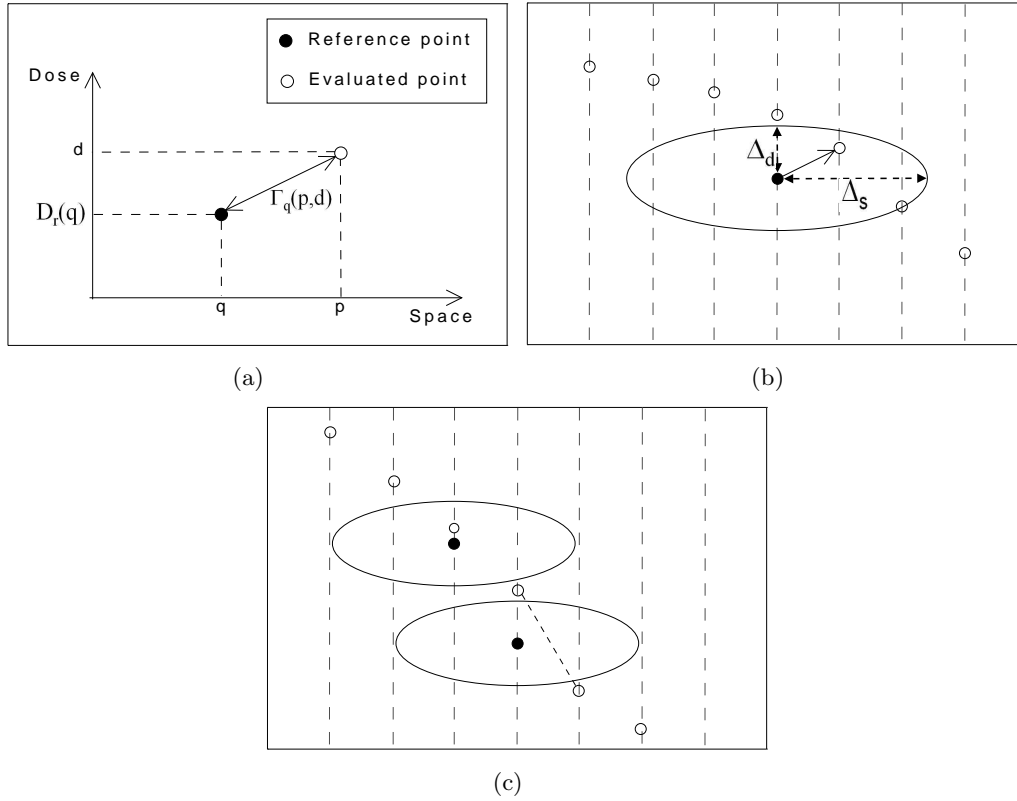 Reference point
Evaluated point
Dose
d
Γq(p,d)
Dr(q)
q
p
Space
Δd
Δs
(a)
(b)
(c)